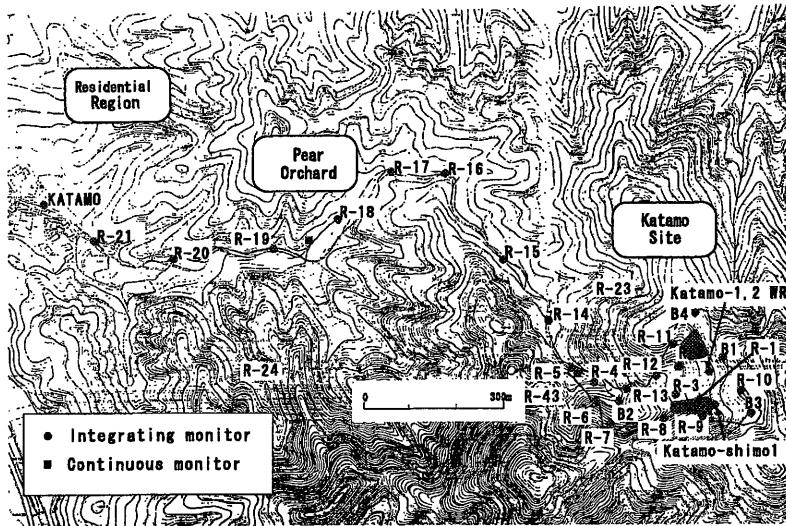 Residential
Region
Pear
Orchard
R-17
R-16
KATAMO
R-18
Katamo
Site
R-21
R-19
R-20
R-15
R-23
Katamo-1, 2 WR
B4
R-14
R-11
B1
R-1
R-24
R-5
R-4
R-12
R-10
R-43
R-13
R-3
0
300m
B2
B3
R-6
R-8
R-9
R-7
Katamo-shimo1
Integrating monitor
Continuous monitor